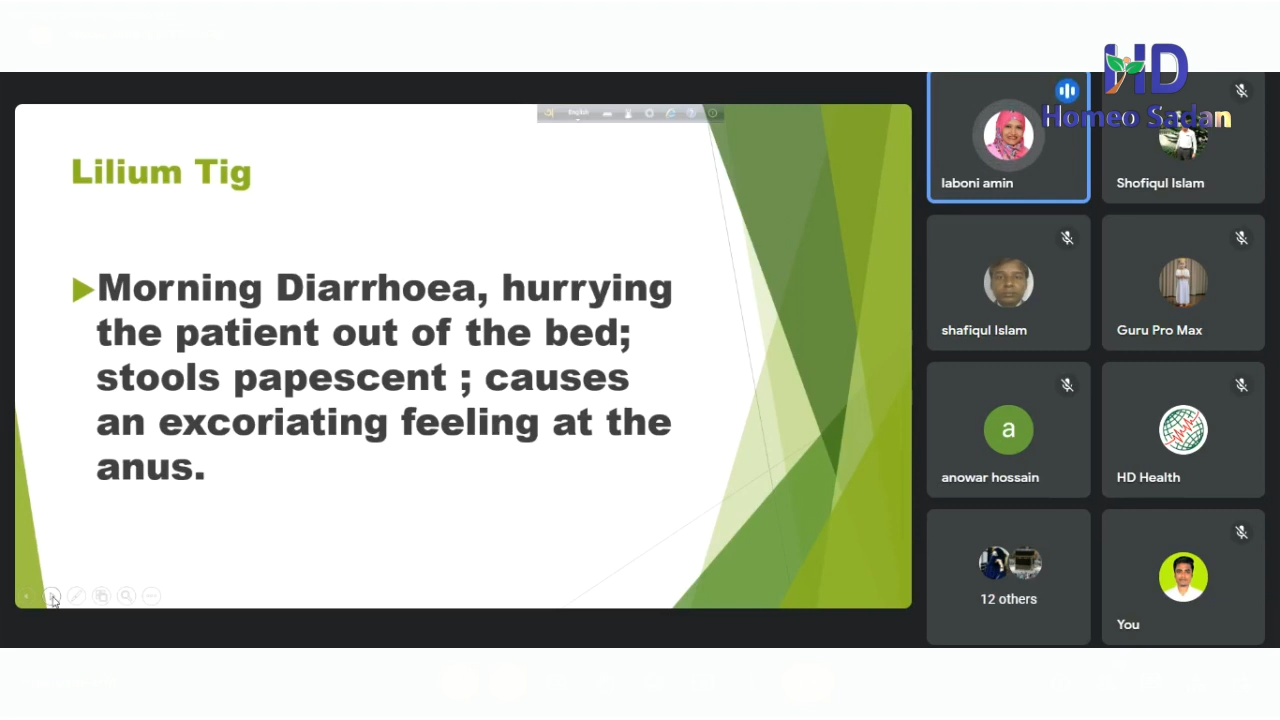 HD
Homeo Sadan
English
Lilium Tig
Morning Diarrhoea, hurrying
the patient out of the bed;
stools papescent ; causes
an excoriating feeling at the
anus.
laboni amin
Shofiqul Islam
shafiqul Islam
Guru Pro Max
a
anowar hossain
HD Health
12 others
You